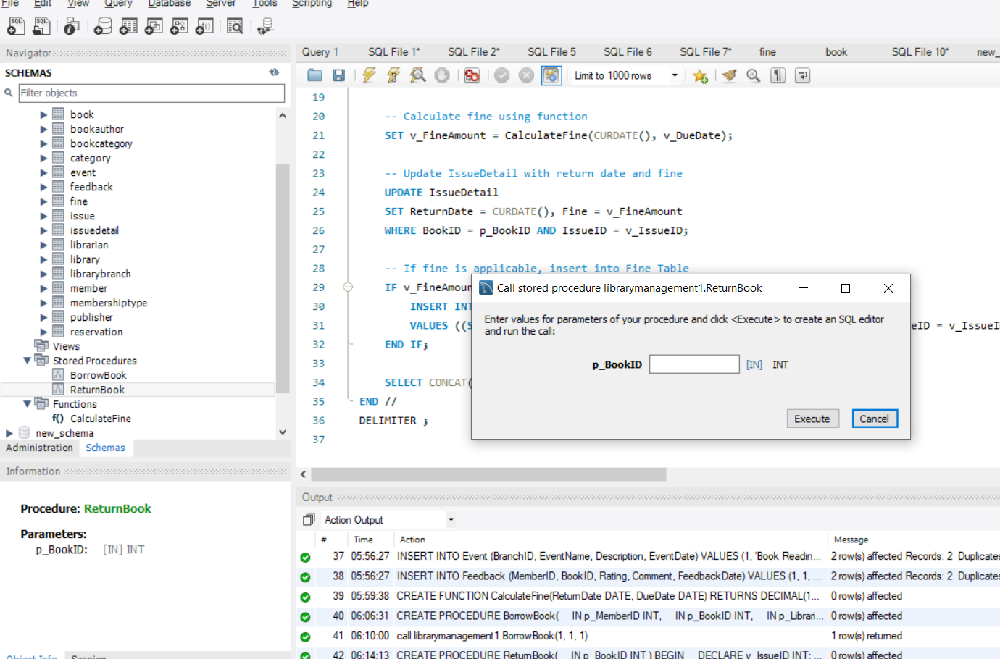 File Edit View Query Database Server Tools Scripting Help
Navigator
SCHEMAS
Filter objects
book
bookauthor
bookcategory
category
event
feedback
fine
issue
issuedetail
librarian
library
librarybranch
member
membershiptype
publisher
reservation
Views
Stored Procedures
BorrowBook
ReturnBook
Functions
f() CalculateFine
new_schema
Administration Schemas
Information
Procedure: ReturnBook
Parameters:
p_BookID: [IN] INT
Object Info Session
Query 1 SQL File 1* SQL File 2* SQL File 5 SQL File 6 SQL File 7* fine book SQL File 10* new_
Limit to 1000 rows
19
20 -- Calculate fine using function
21 SET v_FineAmount = CalculateFine(CURDATE(), v_DueDate);
22
23 -- Update IssueDetail with return date and fine
24 UPDATE IssueDetail
25 SET ReturnDate = CURDATE(), Fine = v_FineAmount
26 WHERE BookID = p_BookID AND IssueID = v_IssueID;
27
28 -- If fine is applicable, insert into Fine Table
29 IF v_FineAmoun
30 INSERT INT
31 VALUES ((S eID = v_IssueI
32 END IF;
33
34 SELECT CONCAT(
35 END //
36 DELIMITER ;
37
Call stored procedure librarymanagement1.ReturnBook
Enter values for parameters of your procedure and click <Execute> to create an SQL editor
and run the call:
p_BookID [IN] INT
Execute Cancel
Output
Action Output
# Time Action Message
37 05:56:27 INSERT INTO Event (BranchID, EventName, Description, EventDate) VALUES (1, 'Book Readin... 2 row(s) affected Records: 2 Duplicates
38 05:56:27 INSERT INTO Feedback (MemberID, BookID, Rating, Comment, FeedbackDate) VALUES (1, 1, ... 2 row(s) affected Records: 2 Duplicates
39 05:59:38 CREATE FUNCTION CalculateFine(ReturnDate DATE, DueDate DATE) RETURNS DECIMAL(1... 0 row(s) affected
40 06:06:31 CREATE PROCEDURE BorrowBook( IN p_MemberID INT, IN p_BookID INT, IN p_Librari... 0 row(s) affected
41 06:10:00 call librarymanagement1.BorrowBook(1, 1, 1) 1 row(s) returned
42 06:14:13 CREATE PROCEDURE ReturnBook( IN p_BookID INT ) BEGIN DECLARE v_IssueID INT; ... 0 row(s) affected